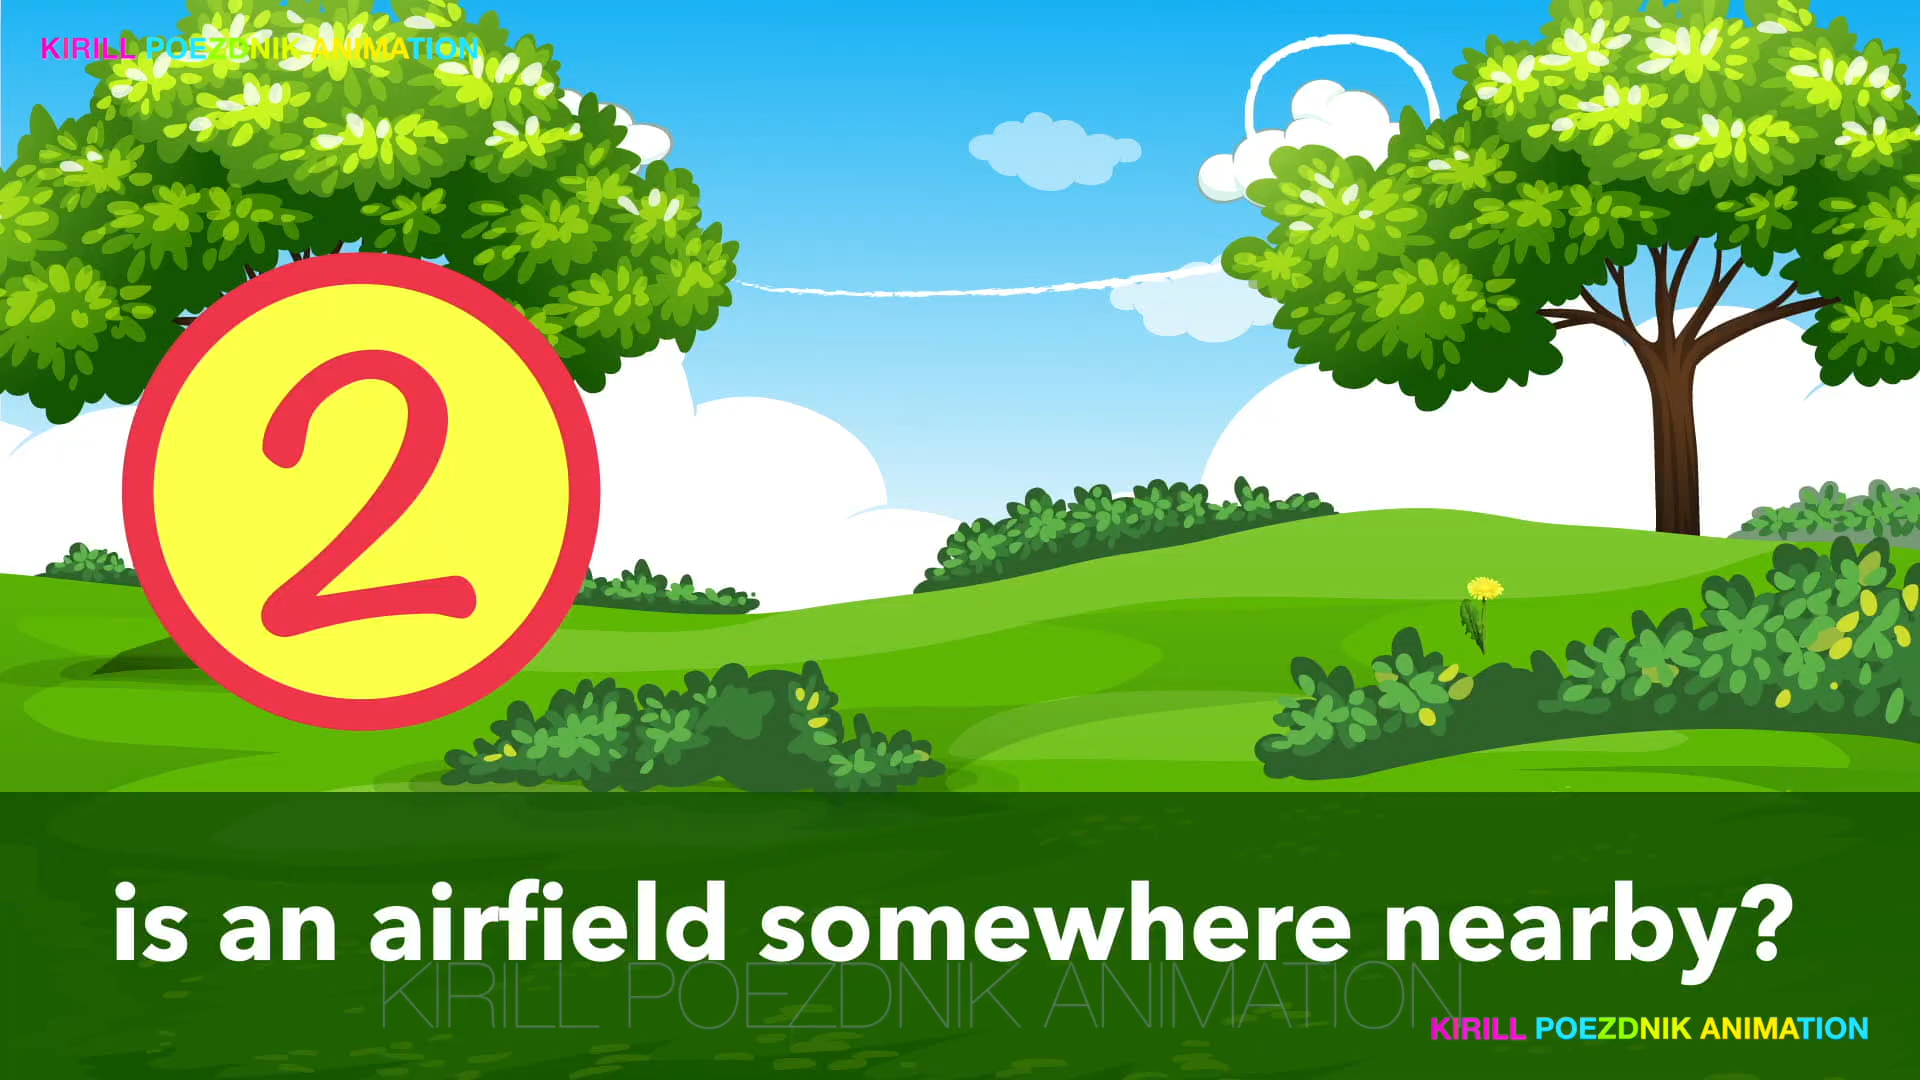 KIRILL POEZDNIK ANIMATION
2
is an airfield somewhere nearby?
KIRILL POEZDNIK ANIMATION
KIRILL POEZDNIK ANIMATION